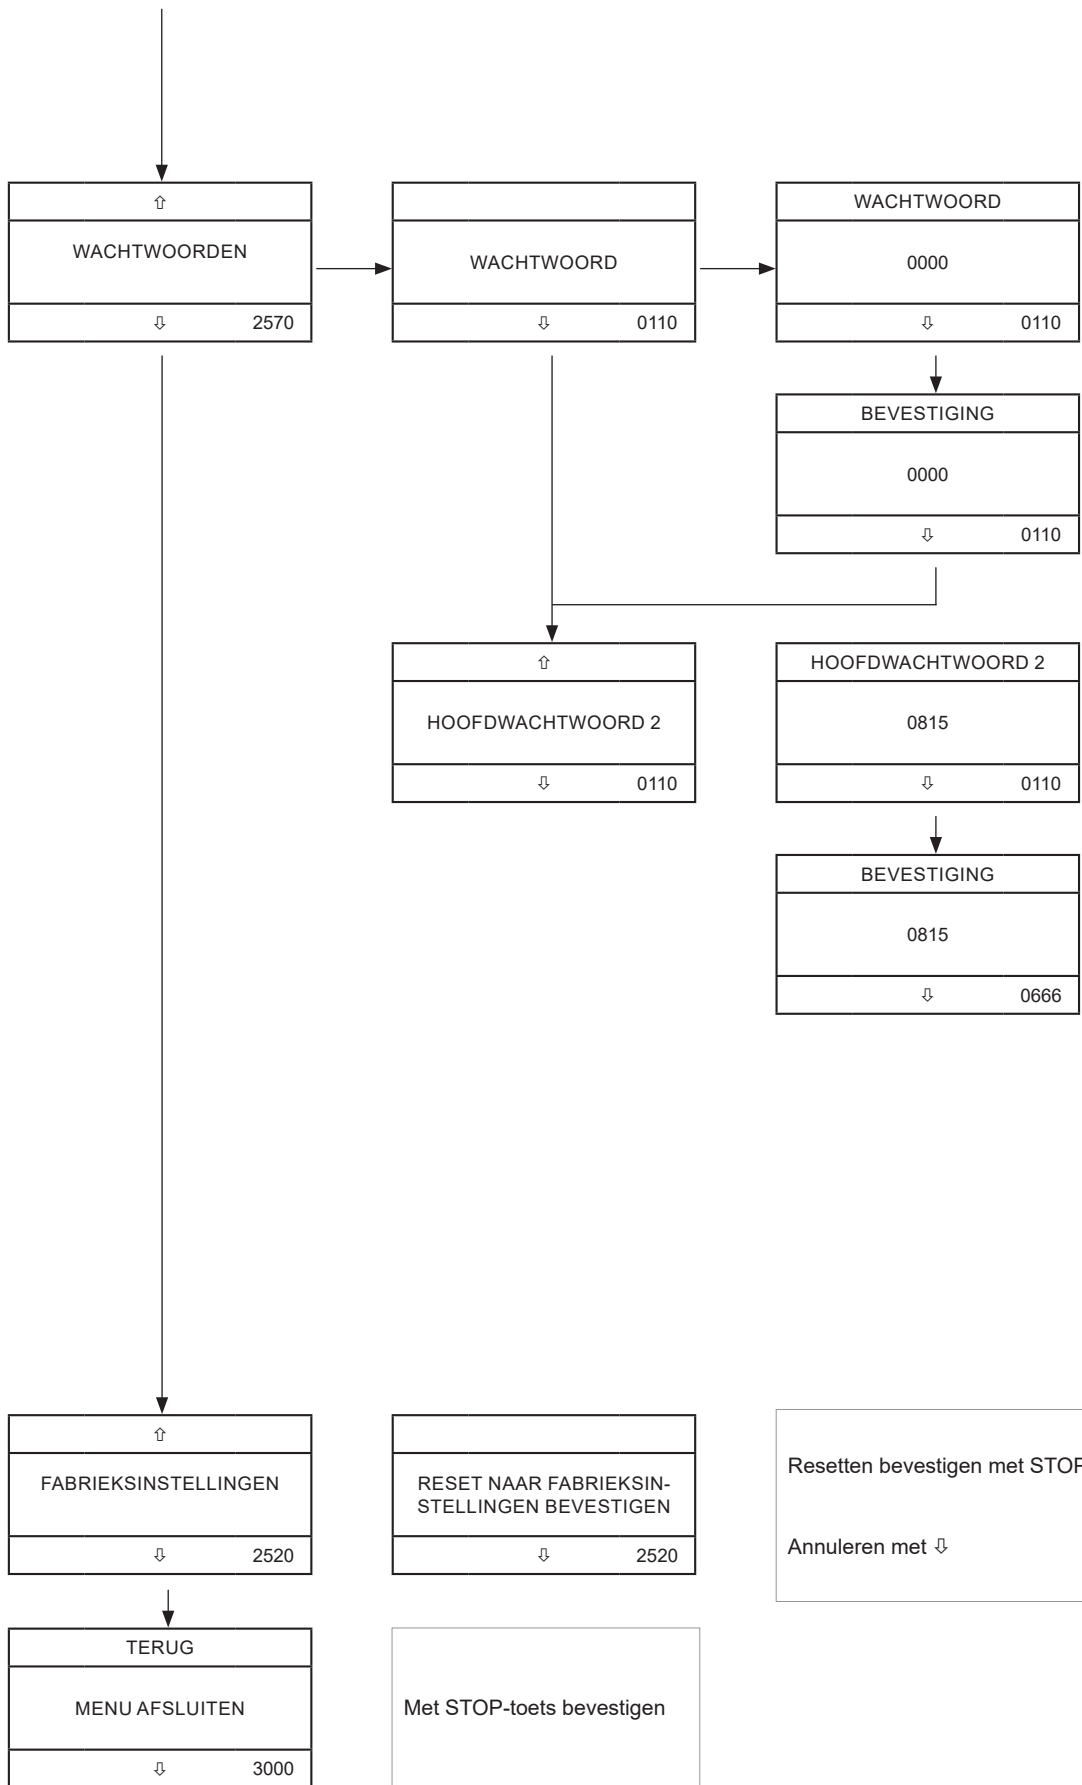 ⇧
WACHTWOORDEN
⇩ 2570
WACHTWOORD
⇩ 0110
WACHTWOORD
0000
⇩ 0110
BEVESTIGING
0000
⇩ 0110
⇧
HOOFDWACHTWOORD 2
⇩ 0110
HOOFDWACHTWOORD 2
0815
⇩ 0110
BEVESTIGING
0815
⇩ 0666
⇧
FABRIEKSINSTELLINGEN
⇩ 2520
RESET NAAR FABRIEKSIN-
STELLINGEN BEVESTIGEN
⇩ 2520
Resetten bevestigen met STOP
Annuleren met ⇩
TERUG
MENU AFSLUITEN
⇩ 3000
Met STOP-toets bevestigen